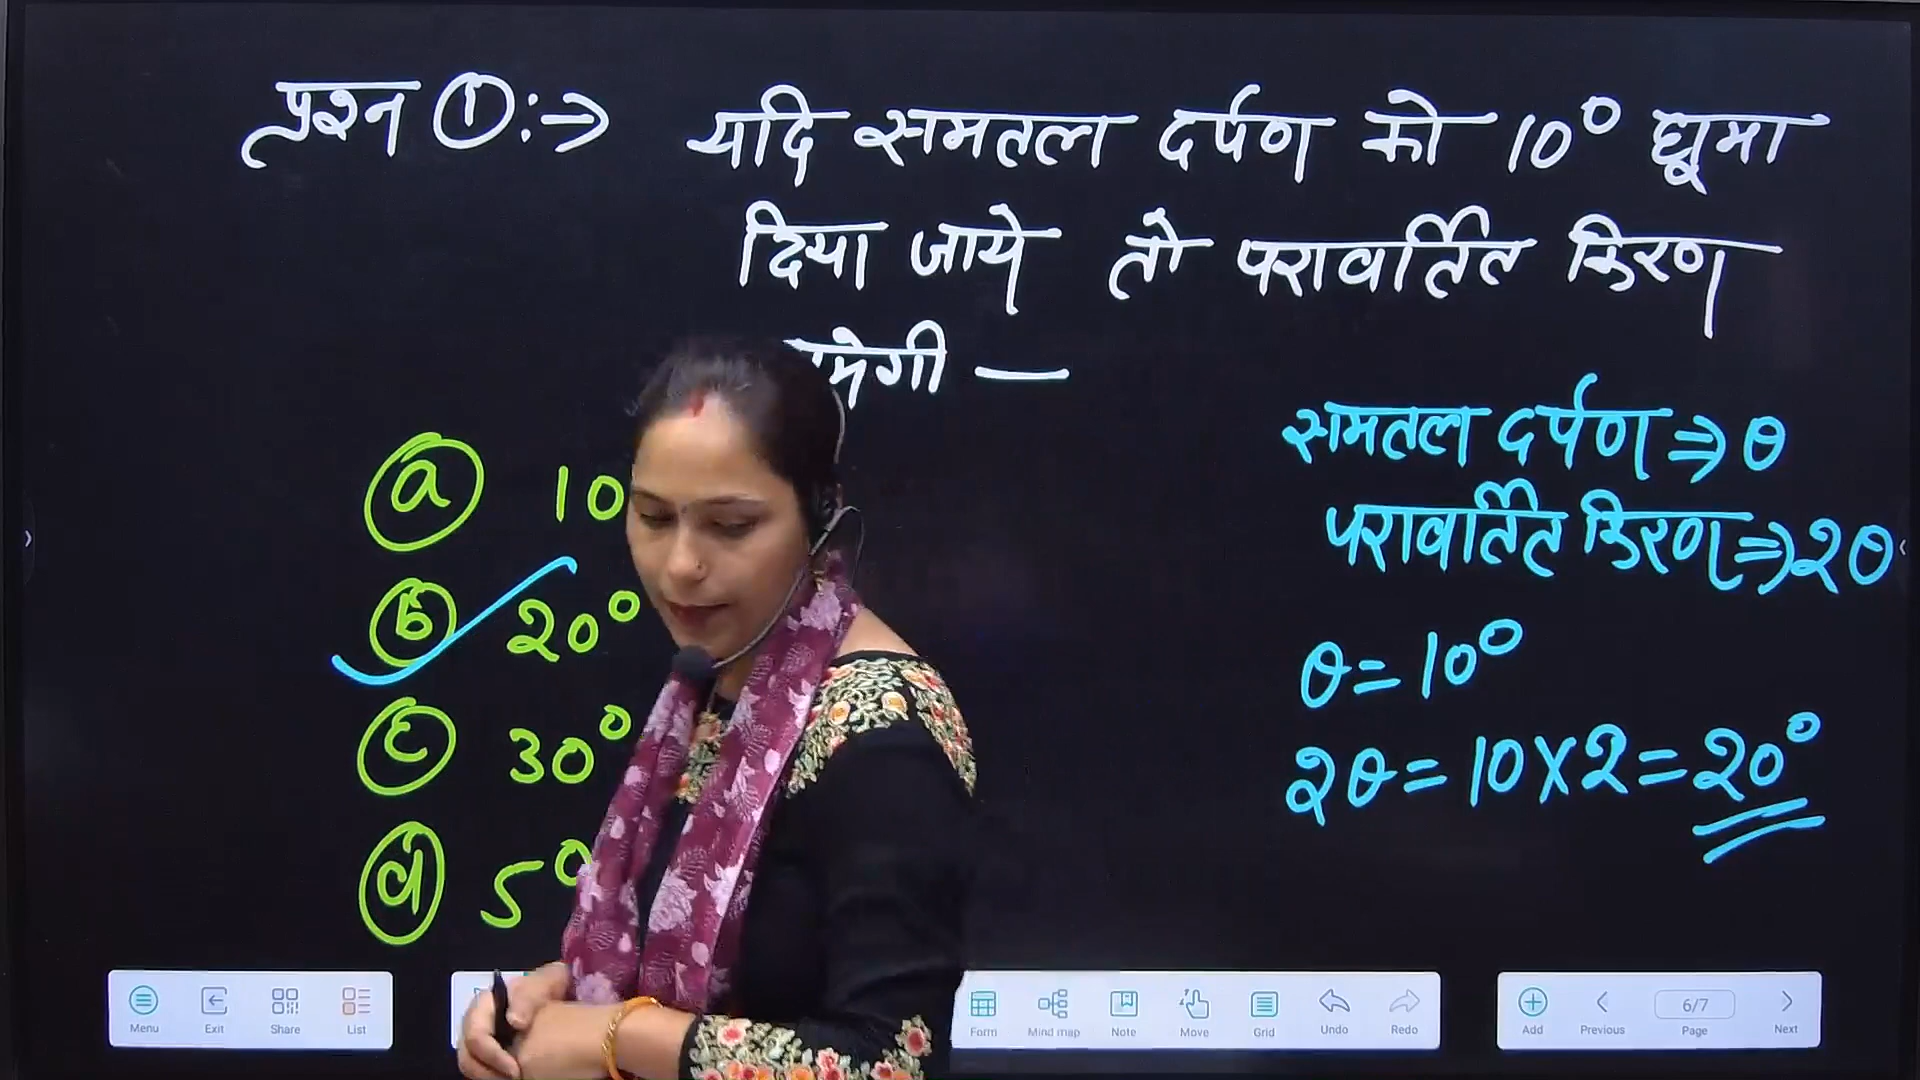 प्रश्न ①:→ यदि समतल दर्पण को 10° घूमा
दिया जाये तो परावर्तित किरण
मेगी —
समतल दर्पण ⇒ θ
परावर्तित किरण ⇒ 2θ
θ = 10°
2θ = 10×2 = 20°
ⓐ 10
ⓑ 20°
ⓒ 30°
ⓓ 5°
Menu Exit Share List Form Mind map Note Move Grid Undo Redo Add Previous 6/7 Page Next